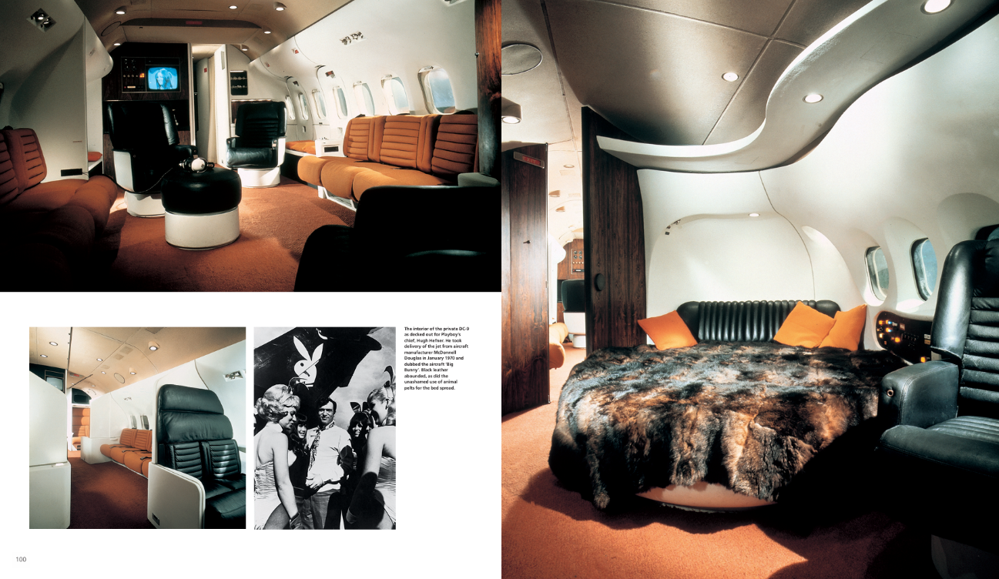 The interior of the private DC-9
as decked out for Playboy's
chief, Hugh Hefner. He took
delivery of the jet from aircraft
manufacturer McDonnell
Douglas in January 1970 and
dubbed the aircraft 'Big
Bunny'. Black leather
abounded, as did the
unashamed use of animal
pelts for the bed spread.
100